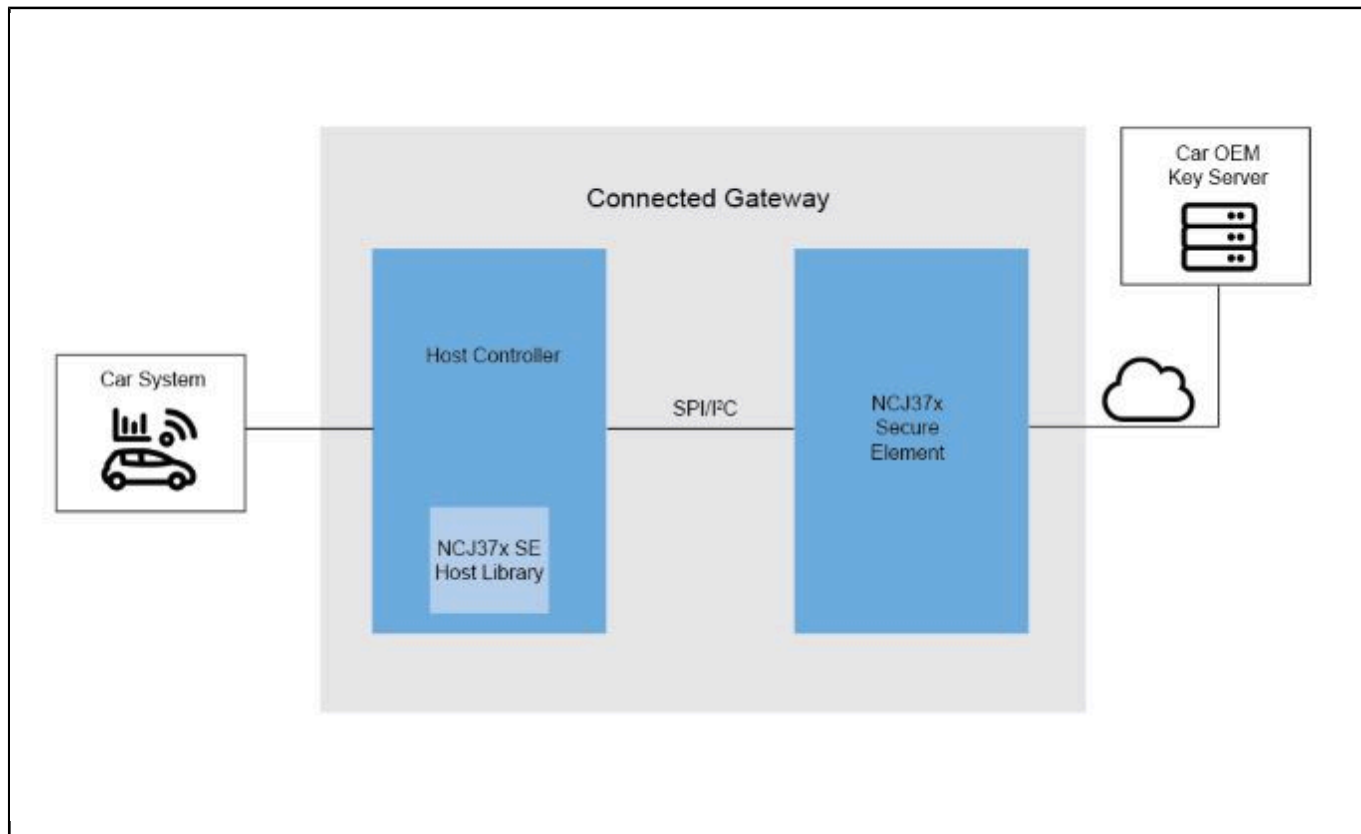 Connected Gateway
Car OEM
Key Server
Host Controller
Car System
SPI/I²C
NCJ37x
Secure
Element
NCJ37x SE
Host Library